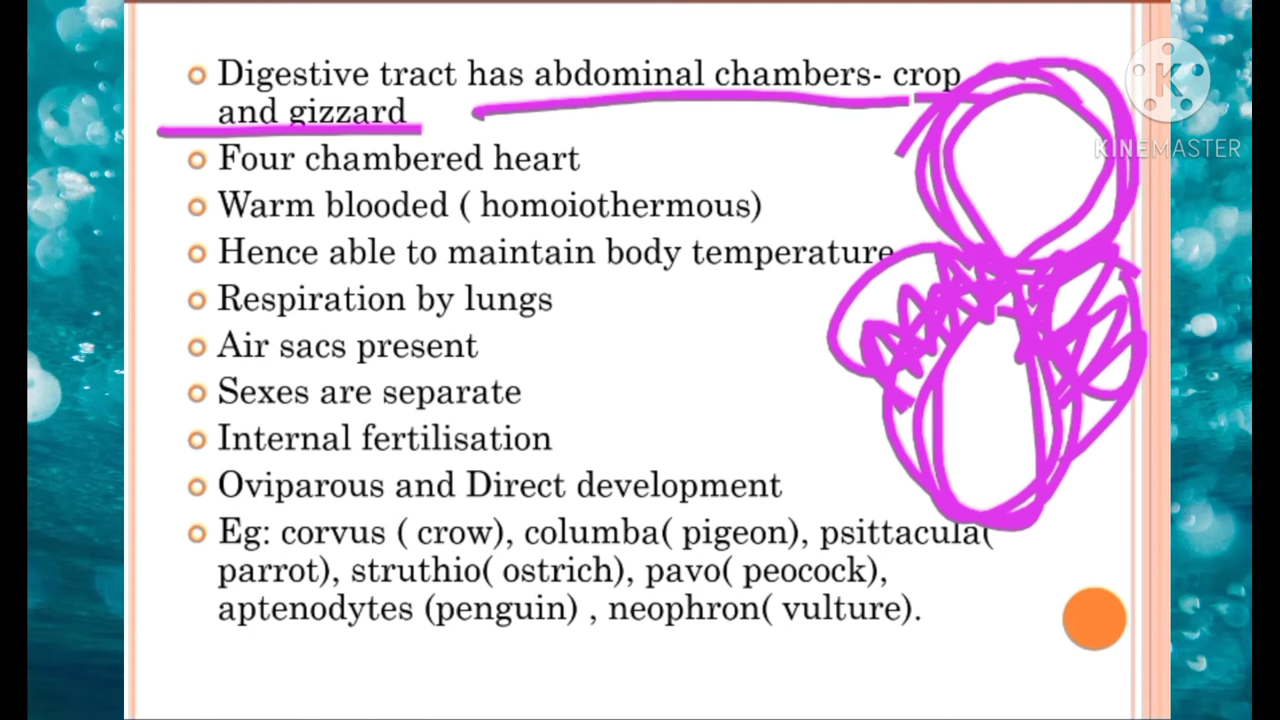 Digestive tract has abdominal chambers- crop
and gizzard
Four chambered heart
Warm blooded ( homoiothermous)
Hence able to maintain body temperature
Respiration by lungs
Air sacs present
Sexes are separate
Internal fertilisation
Oviparous and Direct development
Eg: corvus ( crow), columba( pigeon), psittacula(
parrot), struthio( ostrich), pavo( peocock),
aptenodytes (penguin) , neophron( vulture).
K
KINEMASTER